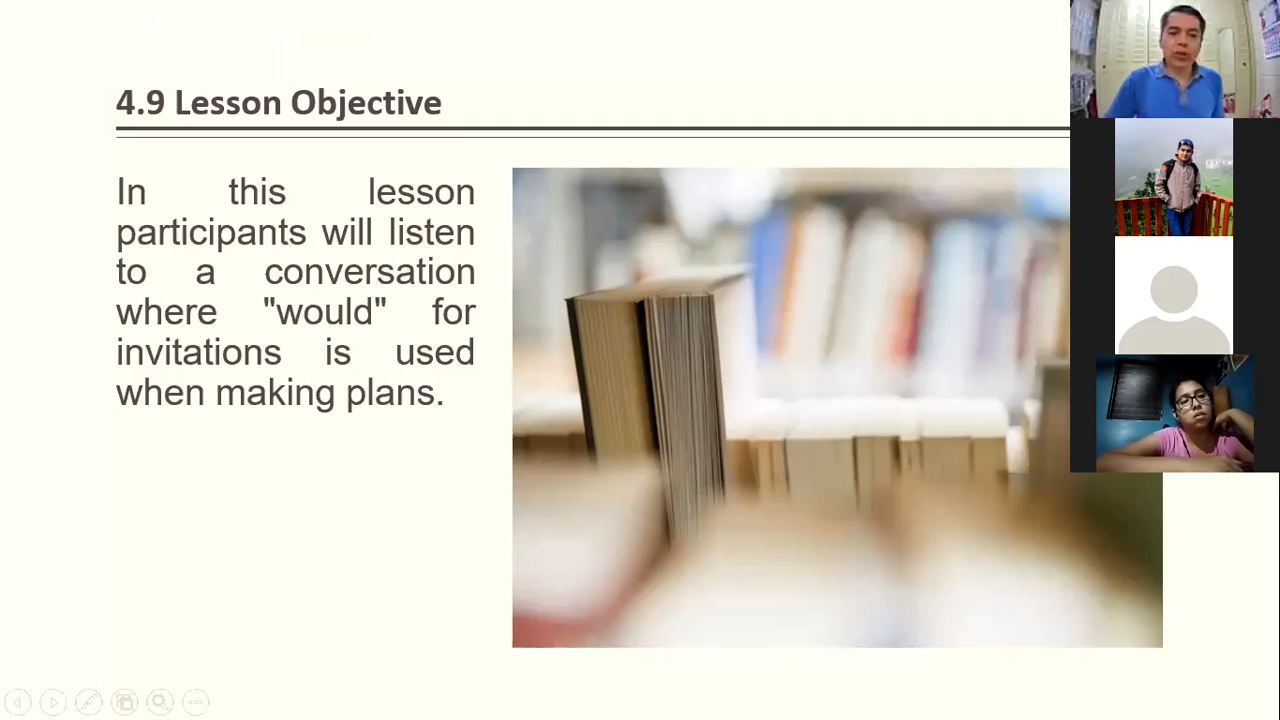 4.9 Lesson Objective
In this lesson
participants will listen
to a conversation
where "would" for
invitations is used
when making plans.